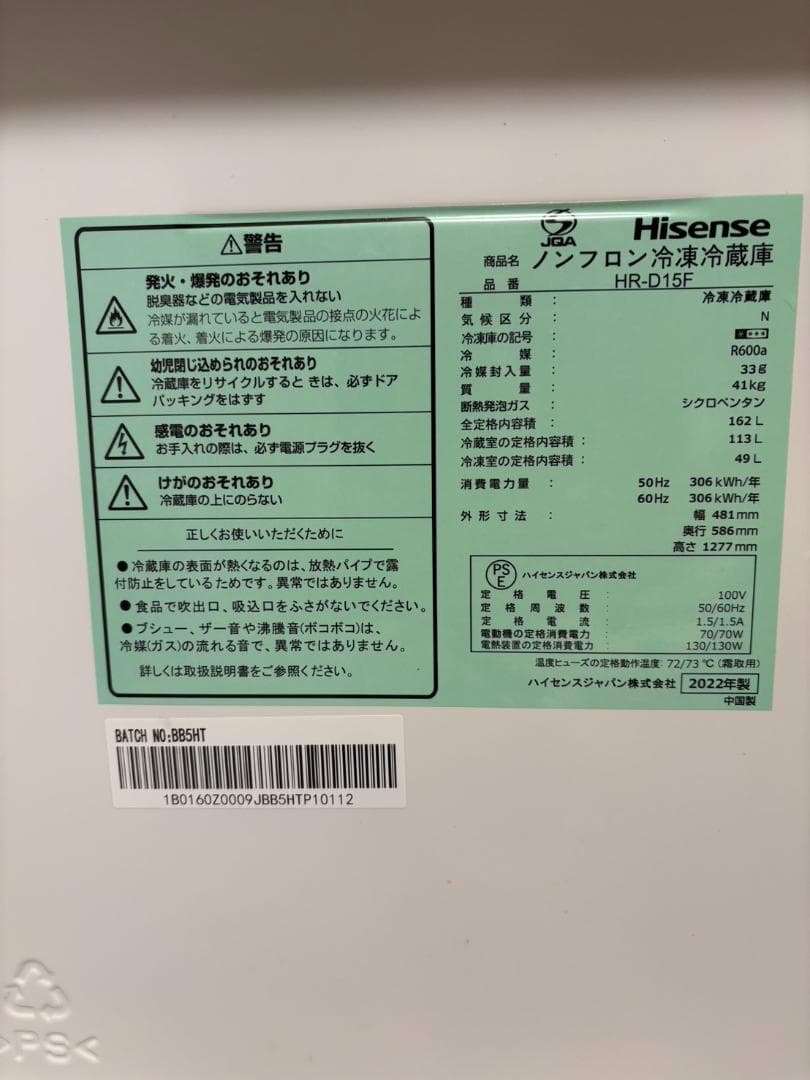 ⚠警告
発火・爆発のおそれあり
脱臭器などの電気製品を入れない
冷媒が漏れていると電気製品の接点の火花によ
る着火、着火による爆発の原因になります。
幼児閉じ込められのおそれあり
冷蔵庫をリサイクルすると きは、必ずドア
パッキングをはずす
感電のおそれあり
お手入れの際は、必ず電源プラグを抜く
けがのおそれあり
冷蔵庫の上にのらない
正しくお使いいただくために
●冷蔵庫の表面が熱くなるのは、放熱パイプで露
付防止をしているためです。異常ではありません。
●食品で吹出口、吸込口をふさがないでください。
●ブシュー、ザー音や沸騰音(ボコボコ)は、
冷媒(ガス)の流れる音で、異常ではありません。
詳しくは取扱説明書をご参照ください。
JQA
Hisense
商品名 ノンフロン冷凍冷蔵庫
品番 HR-D15F
種類: 冷凍冷蔵庫
気候区分: N
冷凍庫の記号:
冷媒: R600a
冷媒封入量: 33g
質量: 41kg
断熱発泡ガス: シクロペンタン
全定格内容積: 162L
冷蔵室の定格内容積: 113L
冷凍室の定格内容積: 49L
消費電力量: 50Hz 306kWh/年
60Hz 306kWh/年
外形寸法: 幅 481mm
奥行 586mm
高さ 1277mm
PSE ハイセンスジャパン株式会社
定格電圧: 100V
定格周波数: 50/60Hz
定格電流: 1.5/1.5A
電動機の定格消費電力: 70/70W
電熱装置の定格消費電力: 130/130W
温度ヒューズの定格動作温度: 72/73℃(霜取用)
ハイセンスジャパン株式会社 2022年製
中国製
BATCH NO:BB5HT
1B0160Z0009JBB5HTP10112
>PS<